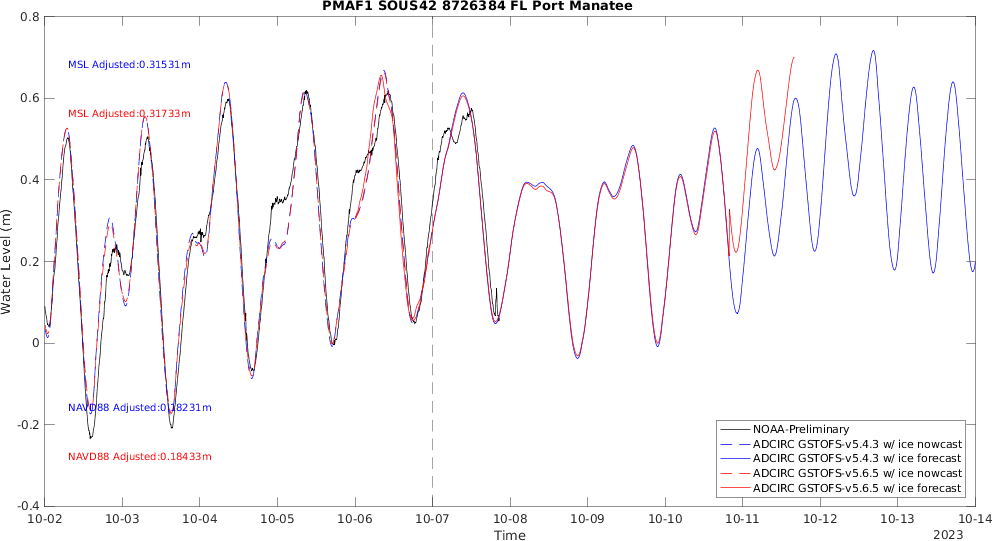 PMAF1 SOUS42 8726384 FL Port Manatee
0.8
0.6
0.4
0.2
0
-0.2
-0.4
Water Level (m)
MSL Adjusted:0.31531m
MSL Adjusted:0.31733m
NAVD88 Adjusted:0.18231m
NAVD88 Adjusted:0.18433m
NOAA-Preliminary
ADCIRC GSTOFS-v5.4.3 w/ ice nowcast
ADCIRC GSTOFS-v5.4.3 w/ ice forecast
ADCIRC GSTOFS-v5.6.5 w/ ice nowcast
ADCIRC GSTOFS-v5.6.5 w/ ice forecast
10-02 10-03 10-04 10-05 10-06 10-07 10-08 10-09 10-10 10-11 10-12 10-13 10-14
Time
2023